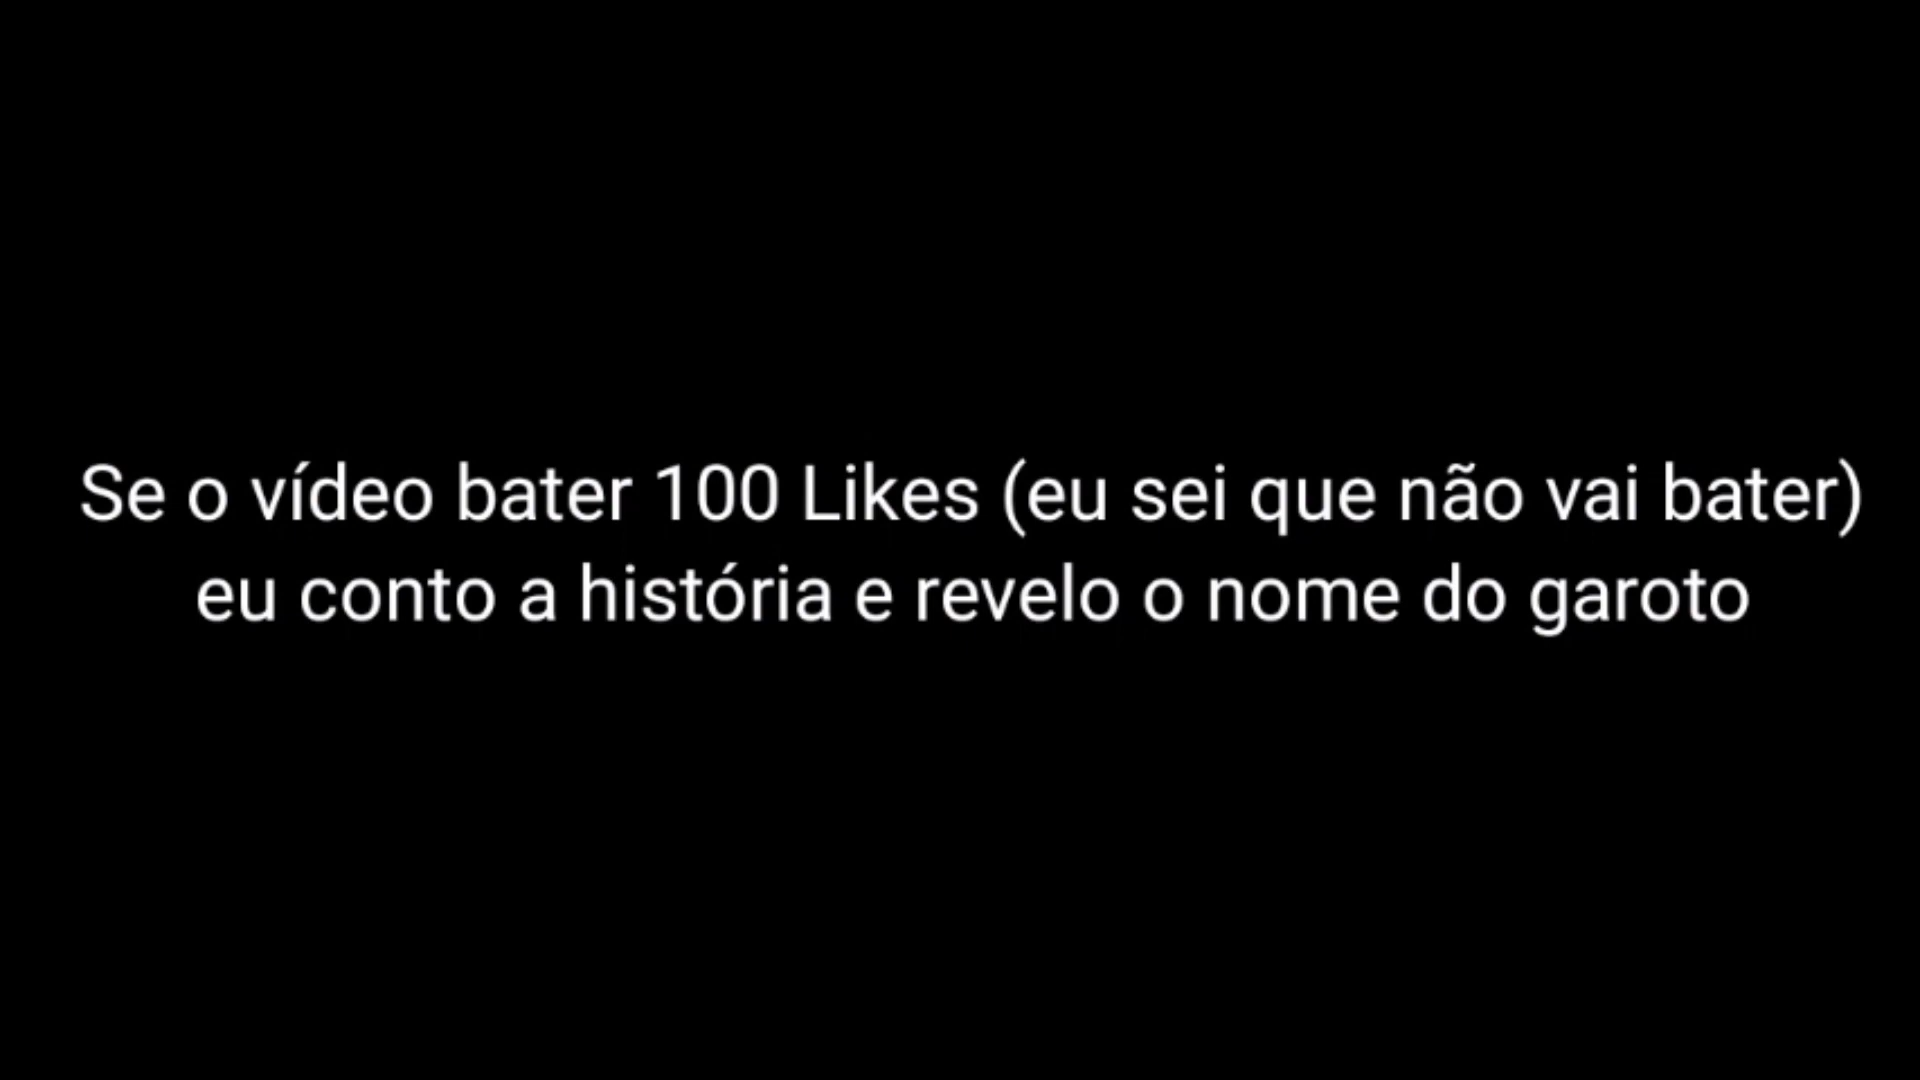 Se o vídeo bater 100 Likes (eu sei que não vai bater)
eu conto a história e revelo o nome do garoto